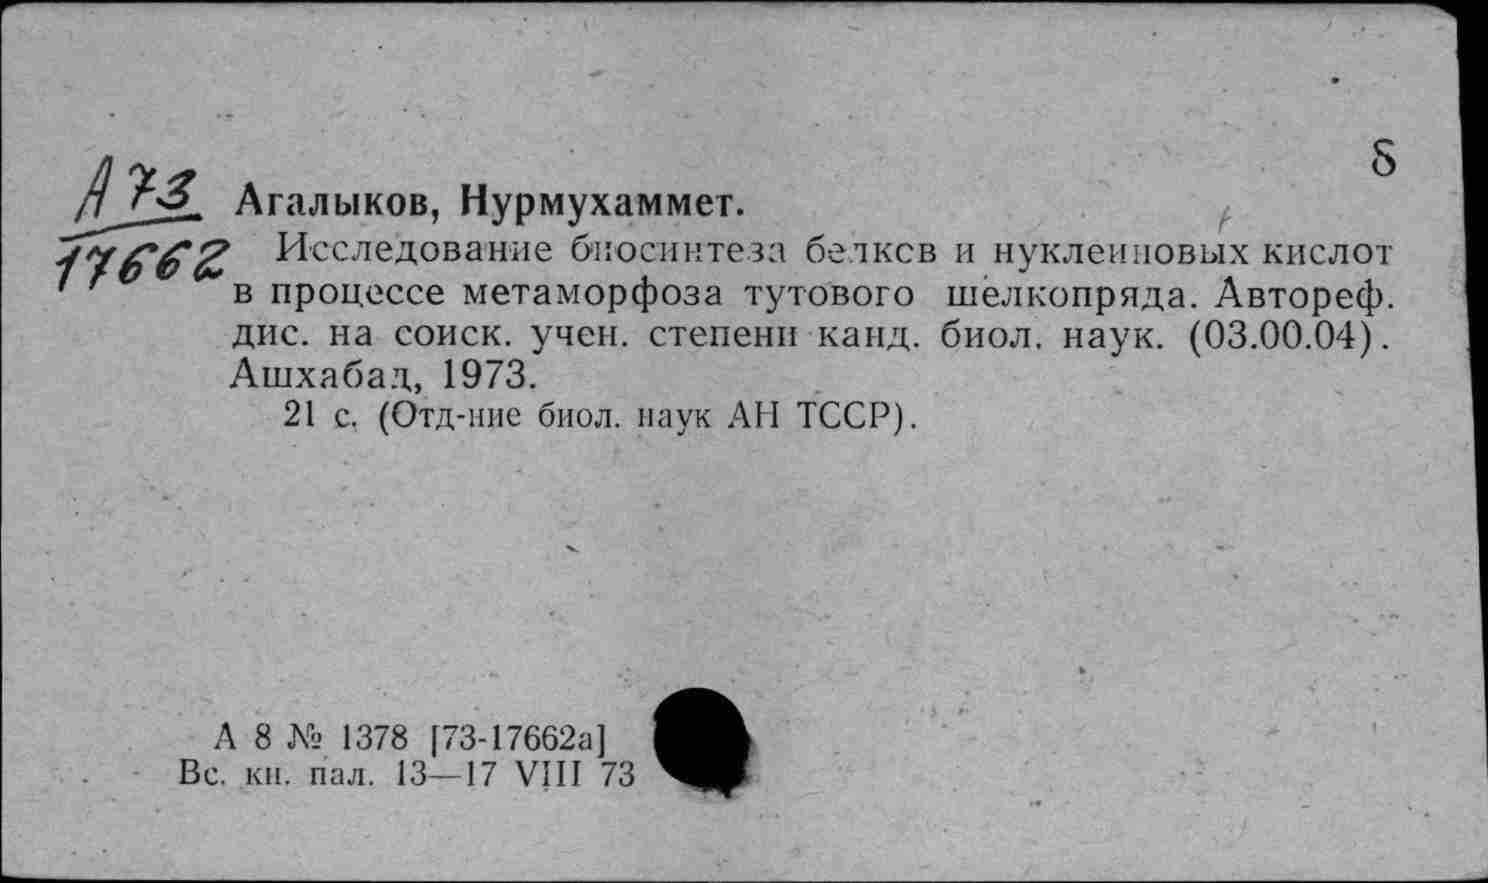 8
А 73
17662
Агалыков, Нурмухаммет.
Исследование биосинтеза белков и нуклеиновых кислот
в процессе метаморфоза тутового шелкопряда. Автореф.
дис. на соиск. учен. степени канд. биол. наук. (03.00.04).
Ашхабад, 1973.
21 с. (Отд-ние биол. наук АН ТССР).
А 8 № 1378 [73-17662а]
Вс. кн. пал. 13—17 VIII 73